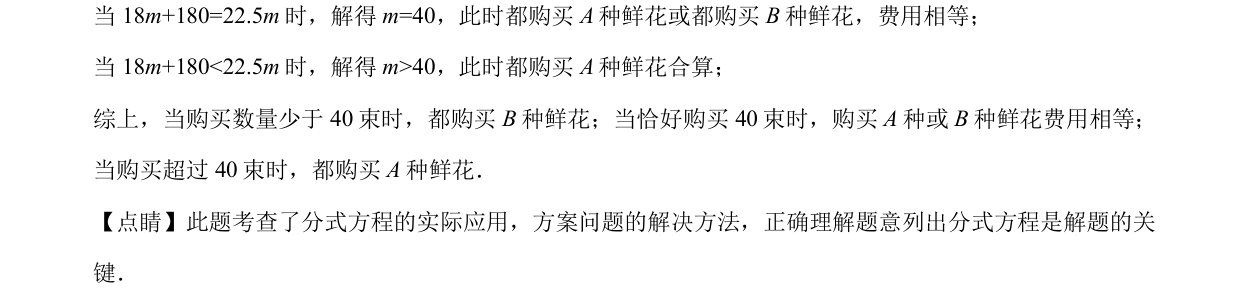 当 18m+180=22.5m 时，解得 m=40，此时都购买 A 种鲜花或都购买 B 种鲜花，费用相等；
当 18m+180<22.5m 时，解得 m>40，此时都购买 A 种鲜花合算；
综上，当购买数量少于 40 束时，都购买 B 种鲜花；当恰好购买 40 束时，购买 A 种或 B 种鲜花费用相等；
当购买超过 40 束时，都购买 A 种鲜花．
【点睛】此题考查了分式方程的实际应用，方案问题的解决方法，正确理解题意列出分式方程是解题的关
键．